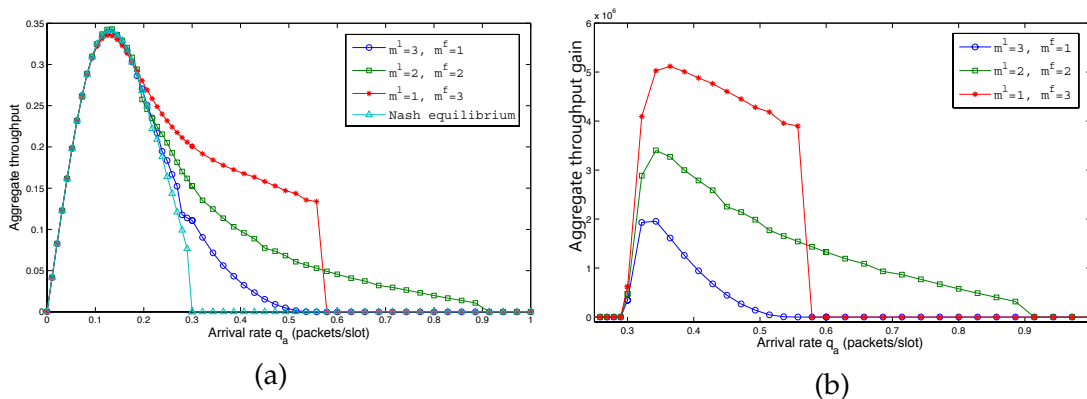 0.35
0.3
0.25
0.2
0.15
0.1
0.05
0
Aggregate throughput
0 0.1 0.2 0.3 0.4 0.5 0.6 0.7 0.8 0.9 1
Arrival rate q_a (packets/slot)
m^l=3, m^f=1
m^l=2, m^f=2
m^l=1, m^f=3
Nash equilibrium
(a)
x 10^6
6
5
4
3
2
1
0
Aggregate throughput gain
0.3 0.4 0.5 0.6 0.7 0.8 0.9
Arrival rate q_a (packets/slot)
m^l=3, m^f=1
m^l=2, m^f=2
m^l=1, m^f=3
(b)